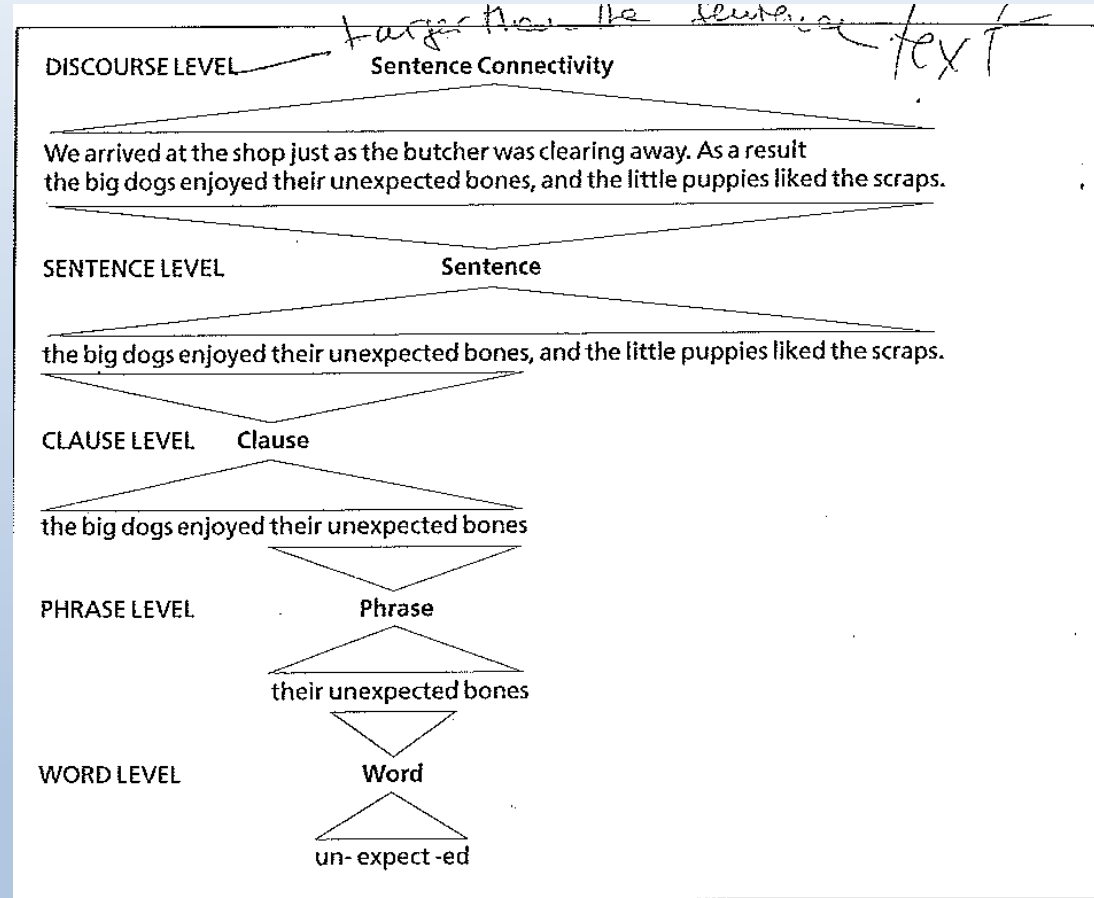 Larger than the sentence text
DISCOURSE LEVEL Sentence Connectivity
We arrived at the shop just as the butcher was clearing away. As a result
the big dogs enjoyed their unexpected bones, and the little puppies liked the scraps.
SENTENCE LEVEL Sentence
the big dogs enjoyed their unexpected bones, and the little puppies liked the scraps.
CLAUSE LEVEL Clause
the big dogs enjoyed their unexpected bones
PHRASE LEVEL Phrase
their unexpected bones
WORD LEVEL Word
un- expect -ed